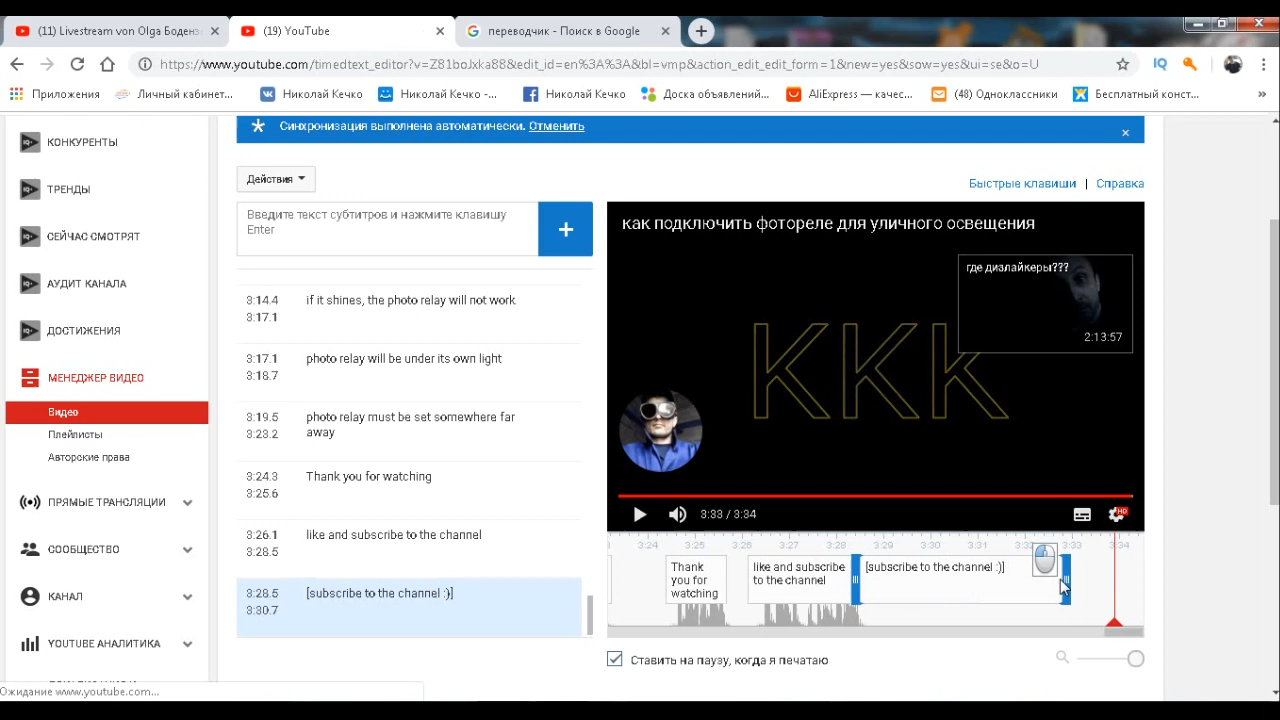 (11) Livestream von Olga Боденз
(19) YouTube
Поиск в Google
https://www.youtube.com/timedtext_editor?v=Z81boJxka88&edit_id=en%3A%3A&bl=vmp&action_edit_edit_form=1&new=yes&sow=yes&ui=se&o=U
IQ
Приложения
Личный кабинет...
Николай Кечко
Николай Кечко -...
Николай Кечко
Доска объявлений...
AliExpress — качес...
(48) Одноклассники
Бесплатный конст...
»
КОНКУРЕНТЫ
ТРЕНДЫ
СЕЙЧАС СМОТРЯТ
АУДИТ КАНАЛА
ДОСТИЖЕНИЯ
МЕНЕДЖЕР ВИДЕО
Видео
Плейлисты
Авторские права
ПРЯМЫЕ ТРАНСЛЯЦИИ
СООБЩЕСТВО
КАНАЛ
YOUTUBE АНАЛИТИКА
Ожидание www.youtube.com...
Синхронизация выполнена автоматически. Отменить
×
Действия
Быстрые клавиши | Справка
Введите текст субтитров и нажмите клавишу
Enter
+
3:14.4 if it shines, the photo relay will not work
3:17.1
3:17.1 photo relay will be under its own light
3:18.7
3:19.5 photo relay must be set somewhere far
3:23.2 away
3:24.3 Thank you for watching
3:25.6
3:26.1 like and subscribe to the channel
3:28.5
3:28.5 [subscribe to the channel :)]
3:30.7
как подключить фотореле для уличного освещения
где дизлайкеры???
2:13:57
KKK
3:33 / 3:34
HD
3:24 3:25 3:26 3:27 3:28 3:29 3:30 3:31 3:32 3:33 3:34
Thank
you for
watching
like and subscribe
to the channel
[subscribe to the channel :)]
Ставить на паузу, когда я печатаю